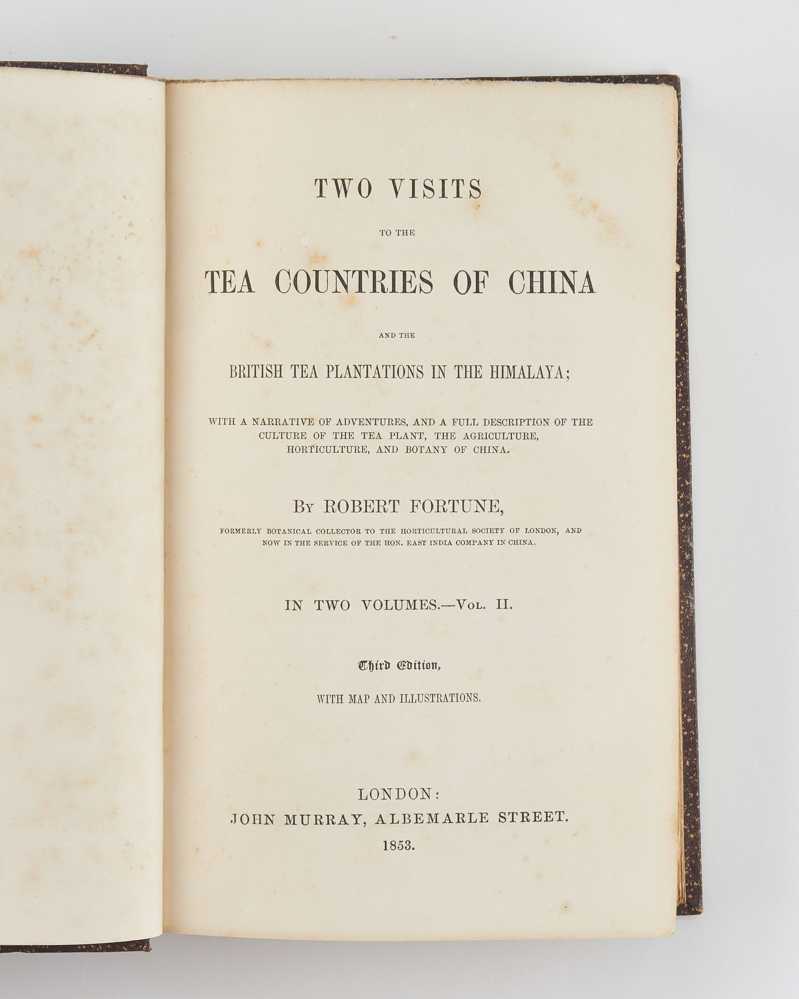 TWO VISITS
TO THE
TEA COUNTRIES OF CHINA
AND THE
BRITISH TEA PLANTATIONS IN THE HIMALAYA;
WITH A NARRATIVE OF ADVENTURES, AND A FULL DESCRIPTION OF THE
CULTURE OF THE TEA PLANT, THE AGRICULTURE,
HORTICULTURE, AND BOTANY OF CHINA.
BY ROBERT FORTUNE,
FORMERLY BOTANICAL COLLECTOR TO THE HORTICULTURAL SOCIETY OF LONDON, AND
NOW IN THE SERVICE OF THE HON. EAST INDIA COMPANY IN CHINA.
IN TWO VOLUMES.—VOL. II.
Third Edition,
WITH MAP AND ILLUSTRATIONS.
LONDON:
JOHN MURRAY, ALBEMARLE STREET.
1853.